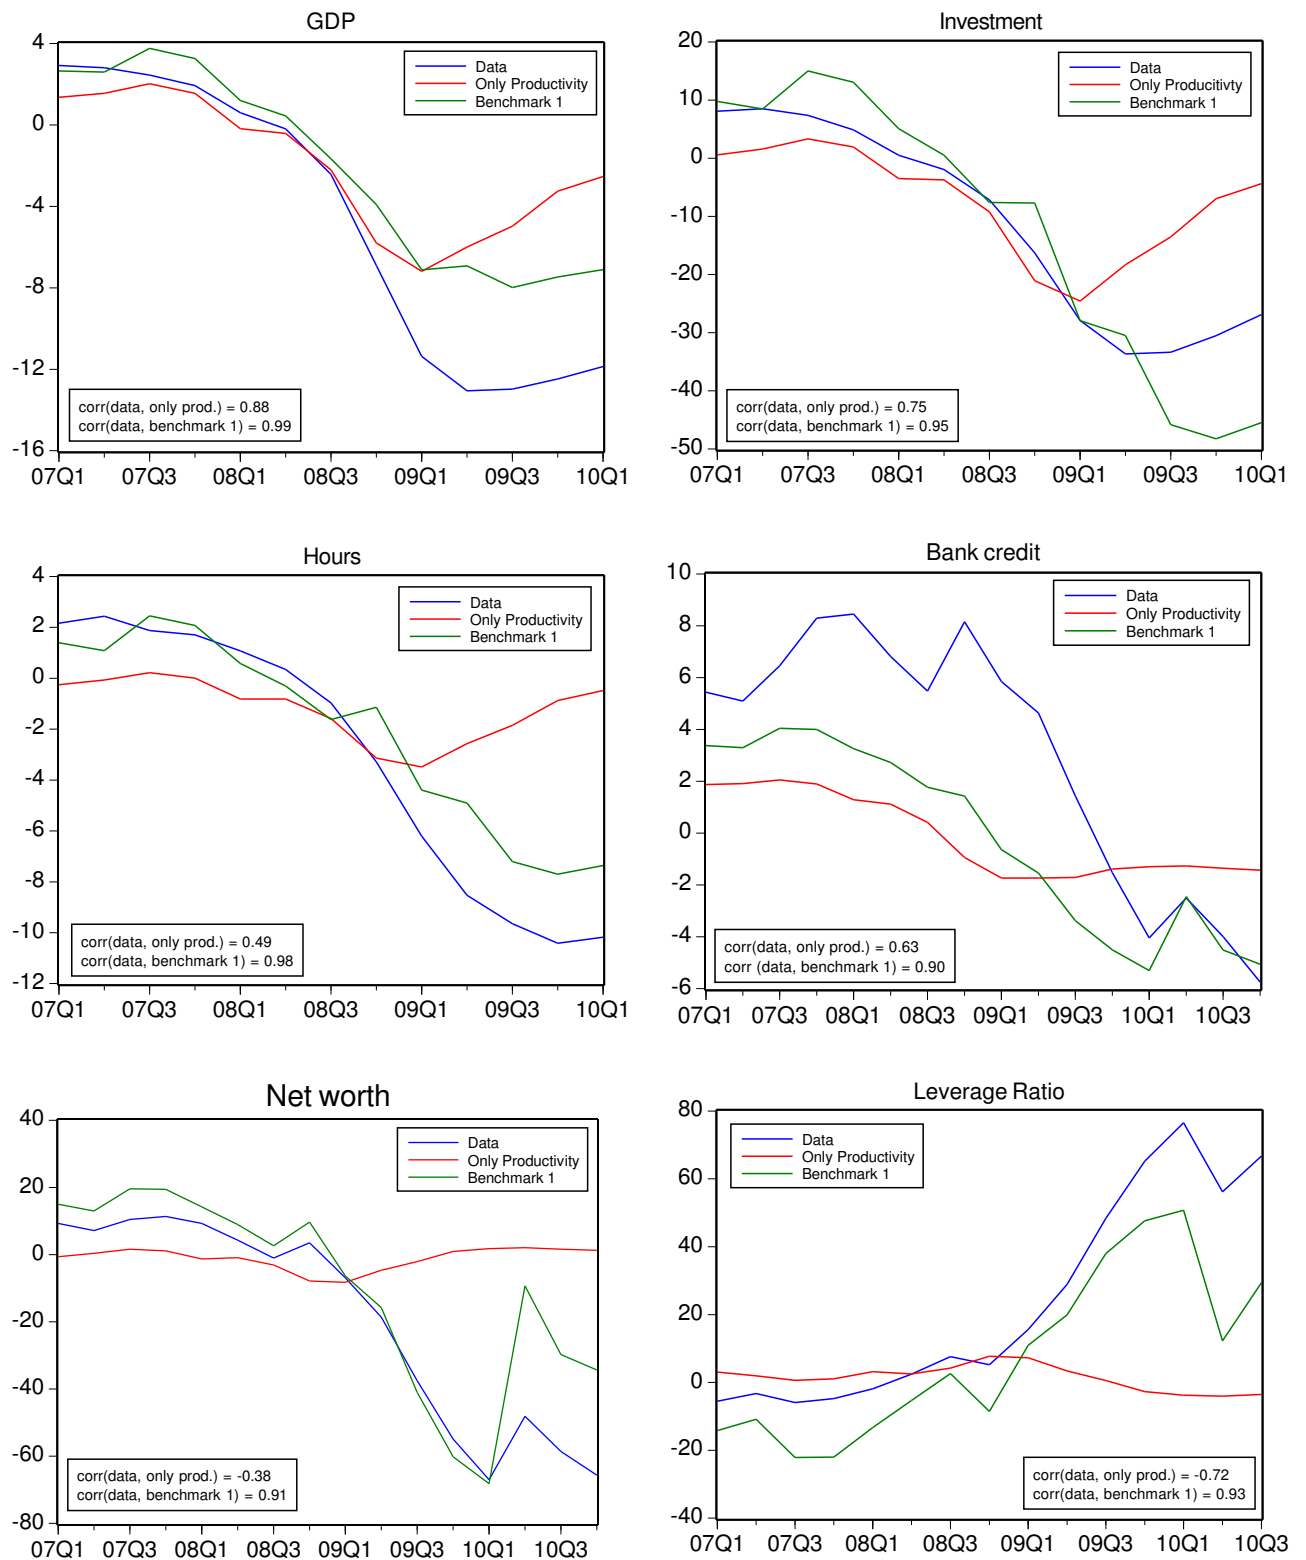 GDP
4
0
-4
-8
-12
-16
Data
Only Productivity
Benchmark 1
corr(data, only prod.) = 0.88
corr(data, benchmark 1) = 0.99
07Q1 07Q3 08Q1 08Q3 09Q1 09Q3 10Q1
Investment
20
10
0
-10
-20
-30
-40
-50
Data
Only Producitivty
Benchmark 1
corr(data, only prod.) = 0.75
corr(data, benchmark 1) = 0.95
07Q1 07Q3 08Q1 08Q3 09Q1 09Q3 10Q1
Hours
4
2
0
-2
-4
-6
-8
-10
-12
Data
Only Productivity
Benchmark 1
corr(data, only prod.) = 0.49
corr(data, benchmark 1) = 0.98
07Q1 07Q3 08Q1 08Q3 09Q1 09Q3 10Q1
Bank credit
10
8
6
4
2
0
-2
-4
-6
Data
Only Productivity
Benchmark 1
corr(data, only prod.) = 0.63
corr (data, benchmark 1) = 0.90
07Q1 07Q3 08Q1 08Q3 09Q1 09Q3 10Q1 10Q3
Net worth
40
20
0
-20
-40
-60
-80
Data
Only Productivity
Benchmark 1
corr(data, only prod.) = -0.38
corr(data, benchmark 1) = 0.91
07Q1 07Q3 08Q1 08Q3 09Q1 09Q3 10Q1 10Q3
Leverage Ratio
80
60
40
20
0
-20
-40
Data
Only Productivity
Benchmark 1
corr(data, only prod.) = -0.72
corr(data, benchmark 1) = 0.93
07Q1 07Q3 08Q1 08Q3 09Q1 09Q3 10Q1 10Q3